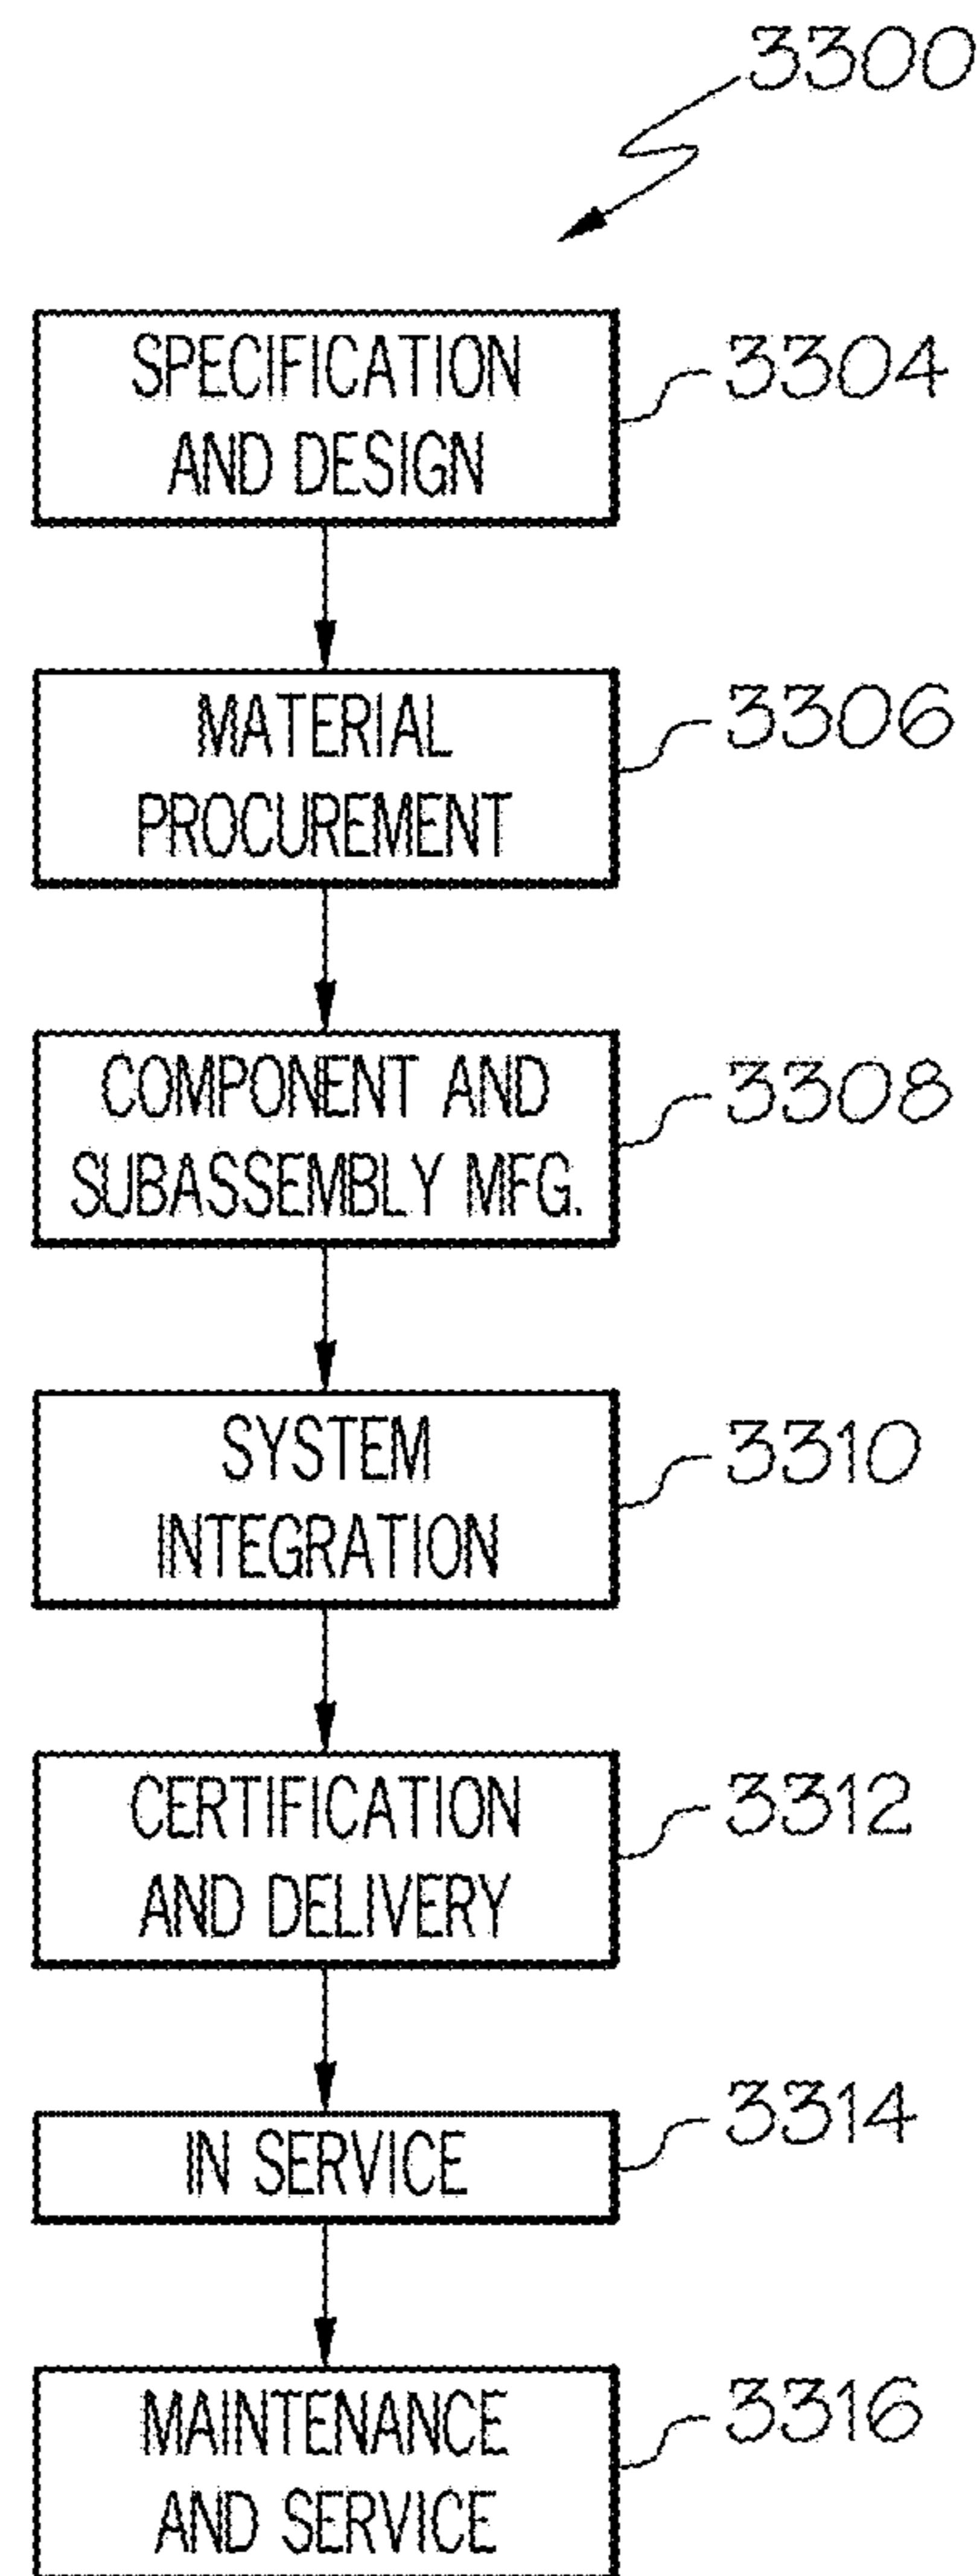 3300
SPECIFICATION
AND DESIGN
3304
MATERIAL
PROCUREMENT
3306
COMPONENT AND
SUBASSEMBLY MFG.
3308
SYSTEM
INTEGRATION
3310
CERTIFICATION
AND DELIVERY
3312
IN SERVICE
3314
MAINTENANCE
AND SERVICE
3316